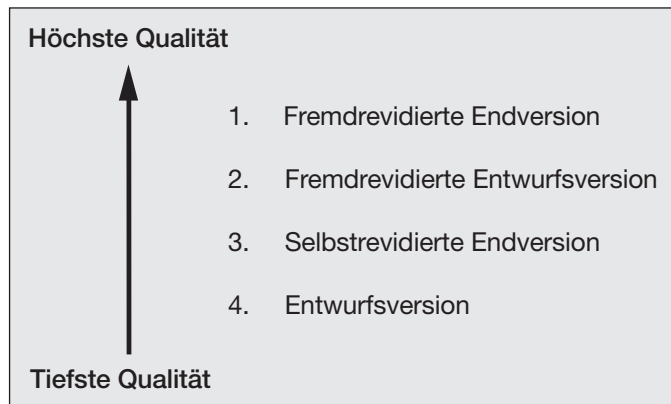 Höchste Qualität
1. Fremdrevidierte Endversion
2. Fremdrevidierte Entwurfsversion
3. Selbstrevidierte Endversion
4. Entwurfsversion
Tiefste Qualität